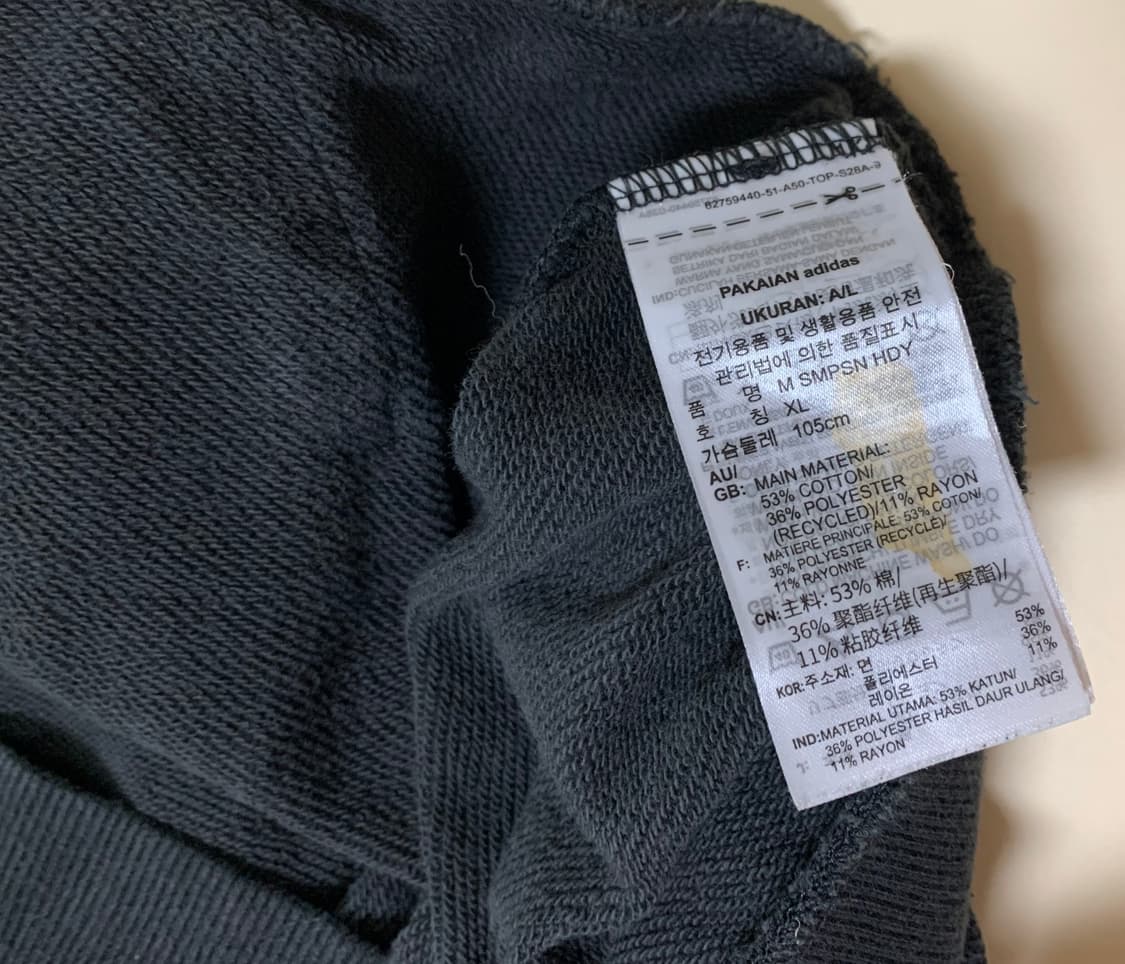 82759440-51-A50-TOP-S28A-9
PAKAIAN adidas
UKURAN: A/L
전기용품 및 생활용품 안전
관리법에 의한 품질표시
품 명 M SMPSN HDY
호 칭 XL
가슴둘레 105cm
AU/
GB: MAIN MATERIAL:
53% COTTON/
36% POLYESTER
(RECYCLED)/11% RAYON
F: MATIERE PRINCIPALE: 53% COTON/
36% POLYESTER (RECYCLÉ)/
11% RAYONNE
CN: 主料: 53% 棉/
36% 聚酯纤维(再生聚酯)/
11% 粘胶纤维
KOR: 주소재: 면 53%
폴리에스터 36%
레이온 11%
IND: MATERIAL UTAMA: 53% KATUN/
36% POLYESTER HASIL DAUR ULANG/
11% RAYON